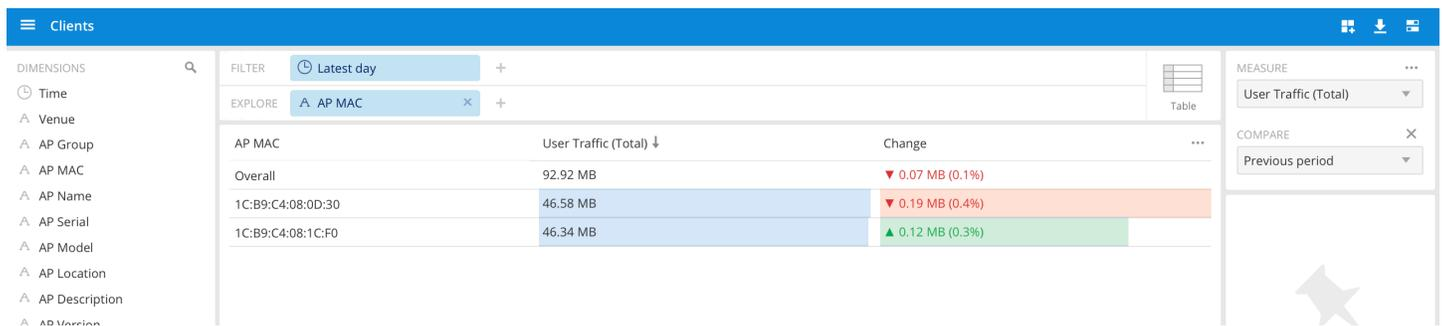 Clients
DIMENSIONS
Time
Venue
AP Group
AP MAC
AP Name
AP Serial
AP Model
AP Location
AP Description
AP Version
FILTER Latest day +
EXPLORE AP MAC × +
Table
AP MAC User Traffic (Total) ↓ Change ...
Overall 92.92 MB ▼ 0.07 MB (0.1%)
1C:B9:C4:08:0D:30 46.58 MB ▼ 0.19 MB (0.4%)
1C:B9:C4:08:1C:F0 46.34 MB ▲ 0.12 MB (0.3%)
MEASURE ...
User Traffic (Total)
COMPARE ×
Previous period